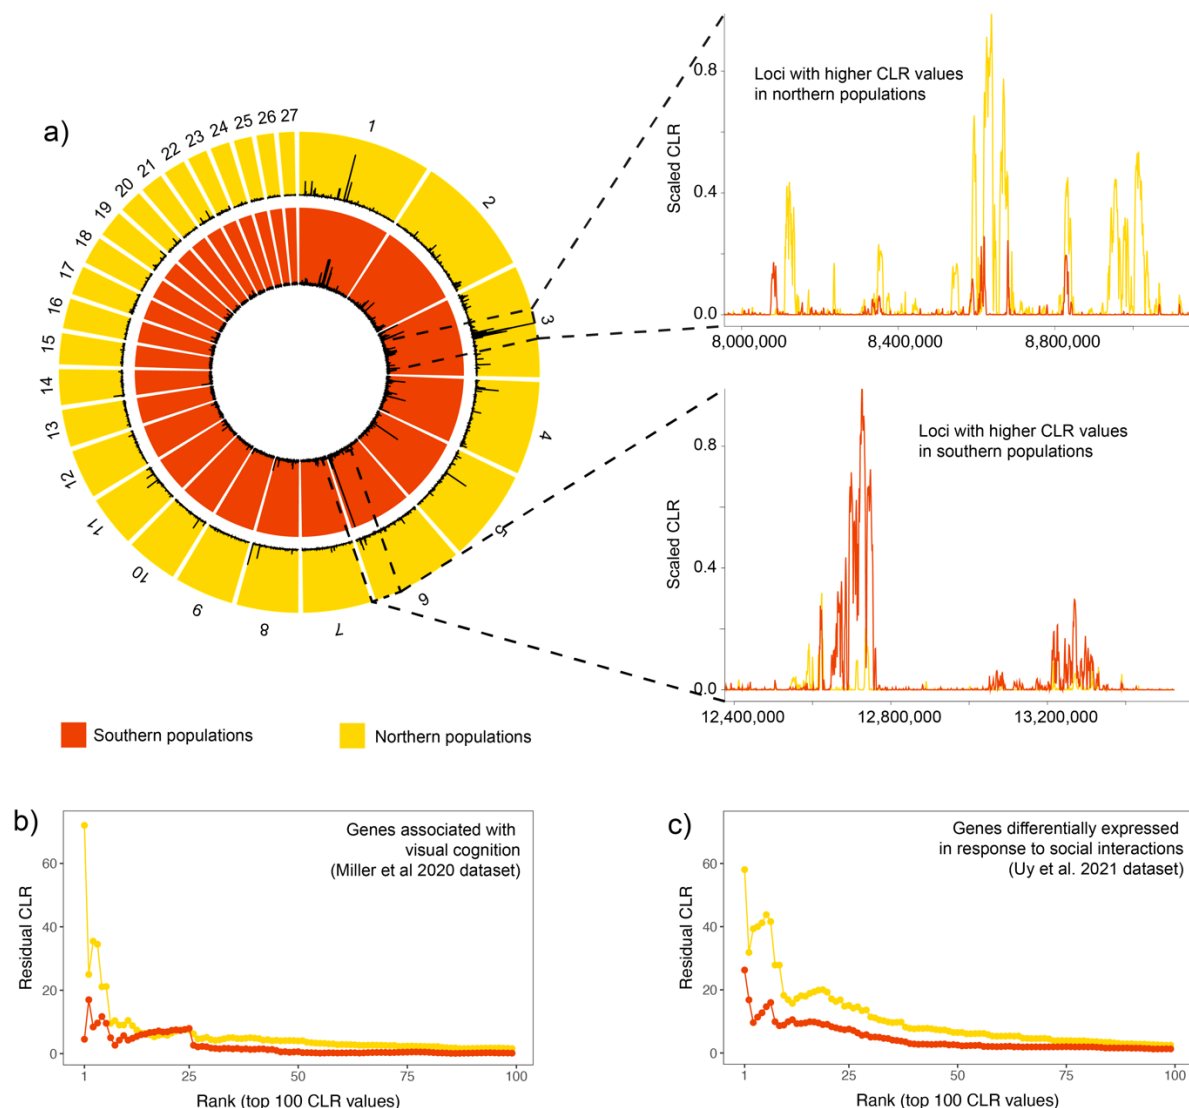 a)
1
2
3
4
5
6
7
8
9
10
11
12
13
14
15
16
17
18
19
20
21
22
23
24
25
26
27
Loci with higher CLR values
in northern populations
Scaled CLR
0.8
0.4
0.0
8,000,000
8,400,000
8,800,000
Loci with higher CLR values
in southern populations
Scaled CLR
0.8
0.4
0.0
12,400,000
12,800,000
13,200,000
Southern populations
Northern populations
b)
Genes associated with
visual cognition
(Miller et al 2020 dataset)
Residual CLR
60
40
20
0
1
25
50
75
100
Rank (top 100 CLR values)
c)
Genes differentially expressed
in response to social interactions
(Uy et al. 2021 dataset)
Residual CLR
60
40
20
0
1
25
50
75
100
Rank (top 100 CLR values)